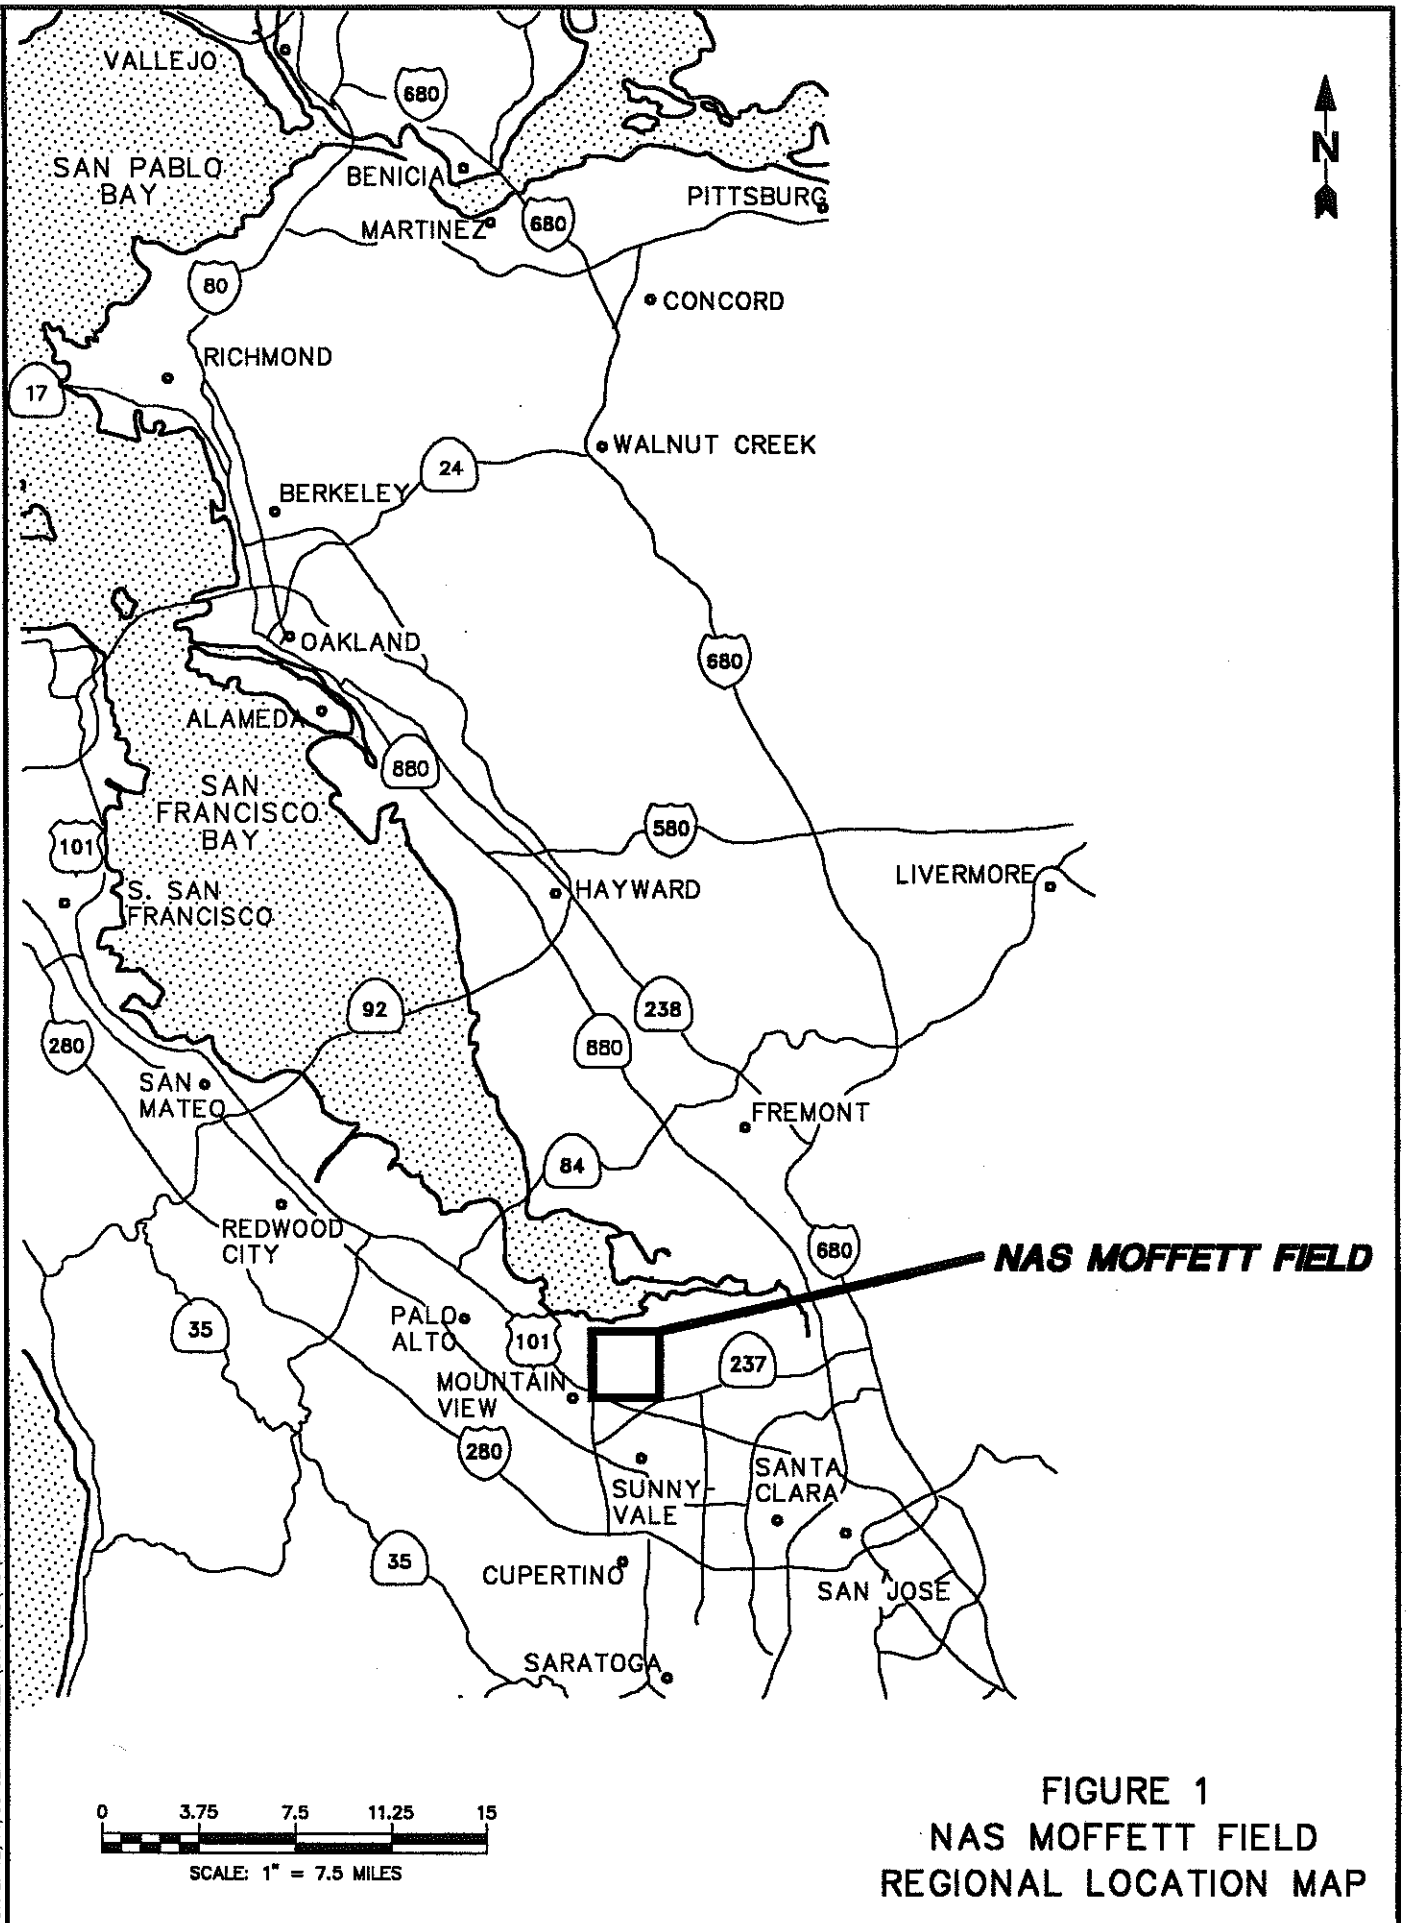 VALLEJO
680
N
SAN PABLO
BAY
BENICIA
PITTSBURG
MARTINEZ
680
80
CONCORD
RICHMOND
17
WALNUT CREEK
24
BERKELEY
OAKLAND
680
ALAMEDA
880
SAN
FRANCISCO
BAY
580
101
LIVERMORE
HAYWARD
S. SAN
FRANCISCO
92
238
280
880
SAN
MATEO
FREMONT
84
REDWOOD
CITY
680
NAS MOFFETT FIELD
PALO
ALTO
35
101
237
MOUNTAIN
VIEW
280
SANTA
CLARA
SUNNY-
VALE
35
CUPERTINO
SAN JOSE
SARATOGA
0 3.75 7.5 11.25 15
SCALE: 1" = 7.5 MILES
FIGURE 1
NAS MOFFETT FIELD
REGIONAL LOCATION MAP